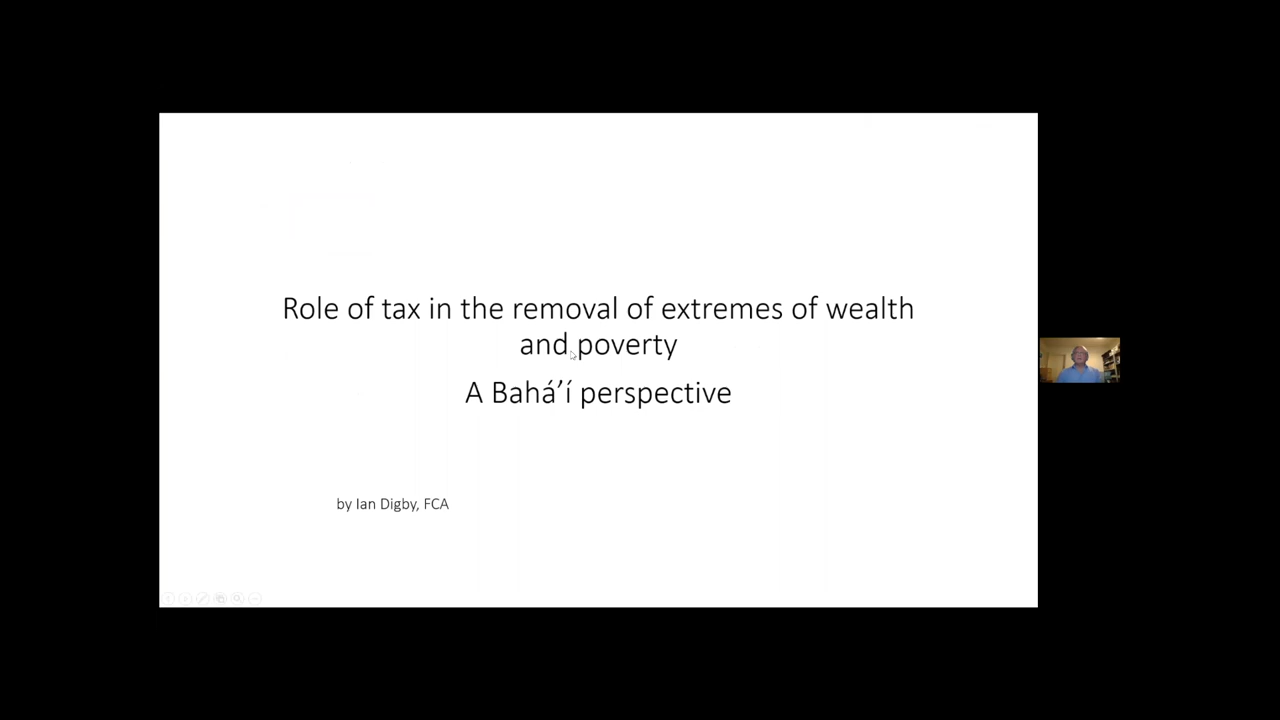 Role of tax in the removal of extremes of wealth
and poverty
A Bahá’í perspective
by Ian Digby, FCA